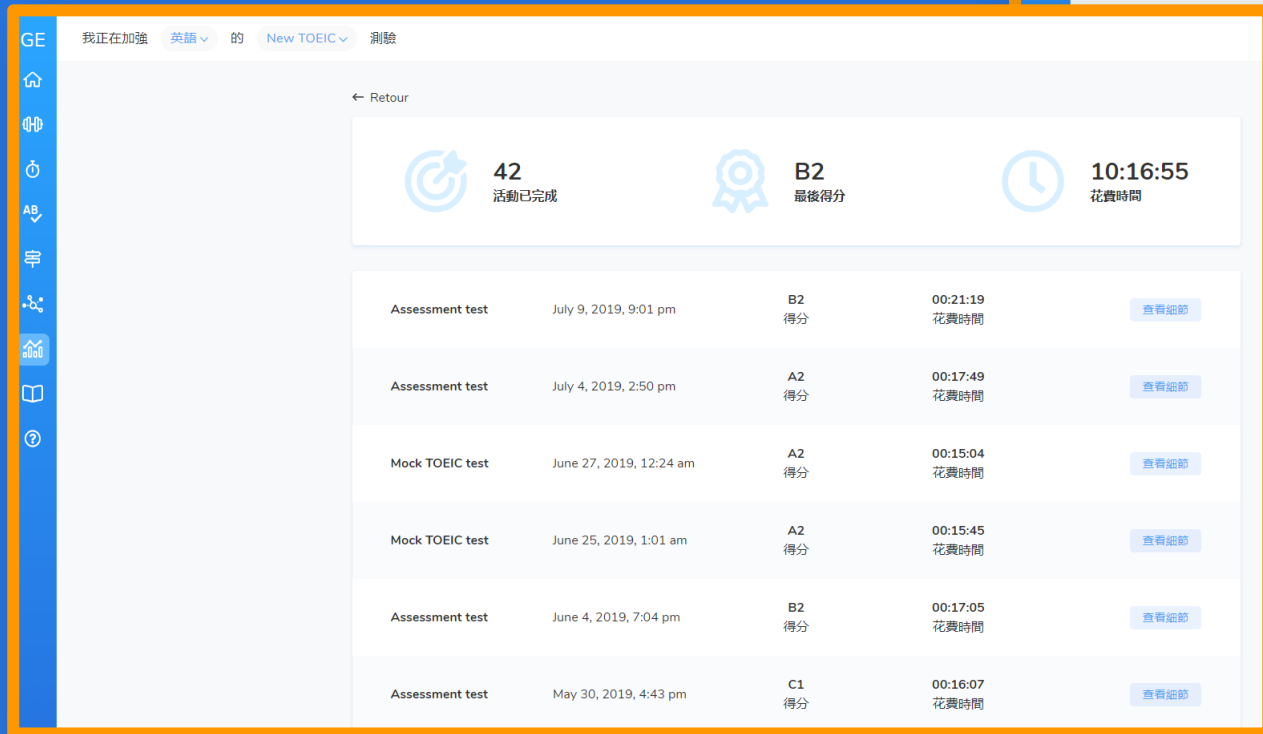 GE
我正在加強 英語 的 New TOEIC 測驗
← Retour
42
活動已完成
B2
最後得分
10:16:55
花費時間
AB
Assessment test July 9, 2019, 9:01 pm B2 00:21:19 查看細節
得分 花費時間
Assessment test July 4, 2019, 2:50 pm A2 00:17:49 查看細節
得分 花費時間
Mock TOEIC test June 27, 2019, 12:24 am A2 00:15:04 查看細節
得分 花費時間
Mock TOEIC test June 25, 2019, 1:01 am A2 00:15:45 查看細節
得分 花費時間
Assessment test June 4, 2019, 7:04 pm B2 00:17:05 查看細節
得分 花費時間
Assessment test May 30, 2019, 4:43 pm C1 00:16:07 查看細節
得分 花費時間